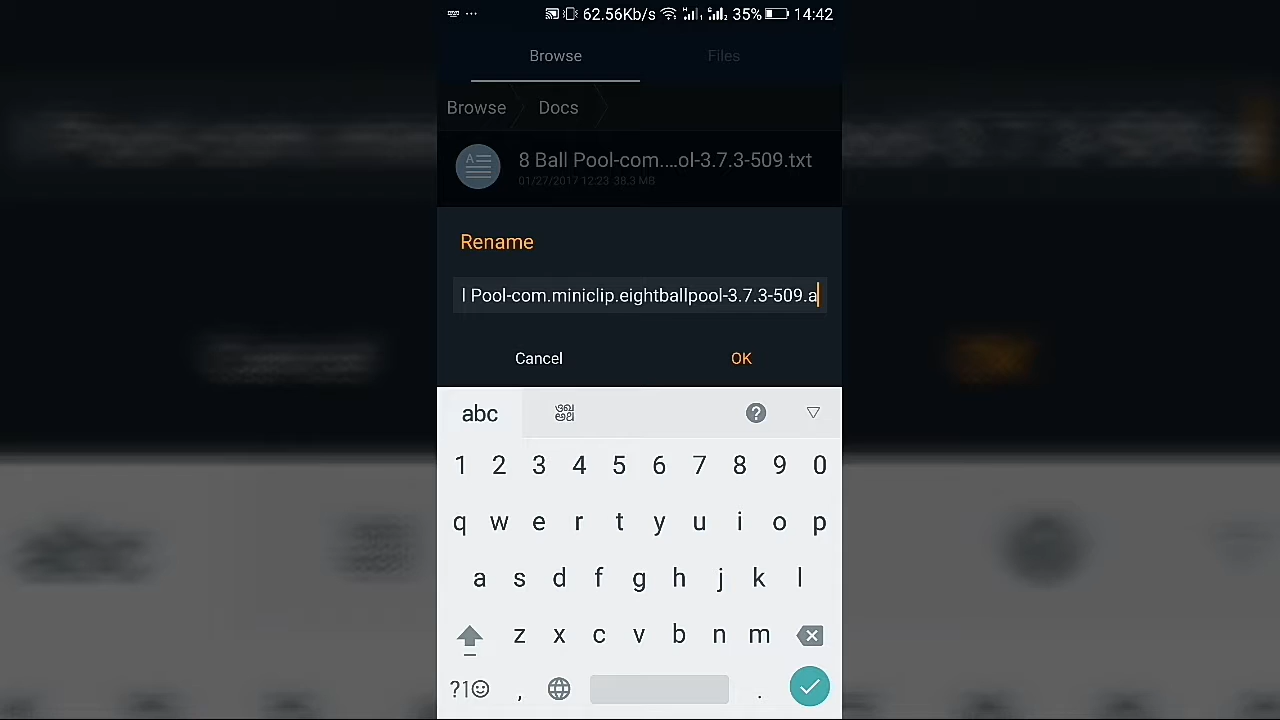 62.56Kb/s 35% 14:42
Browse Files
Browse Docs
8 Ball Pool-com....ol-3.7.3-509.txt
01/27/2017 12:23 38,3 MB
Rename
l Pool-com.miniclip.eightballpool-3.7.3-509.a
Cancel OK
abc
1 2 3 4 5 6 7 8 9 0
q w e r t y u i o p
a s d f g h j k l
z x c v b n m
?1☺ , .